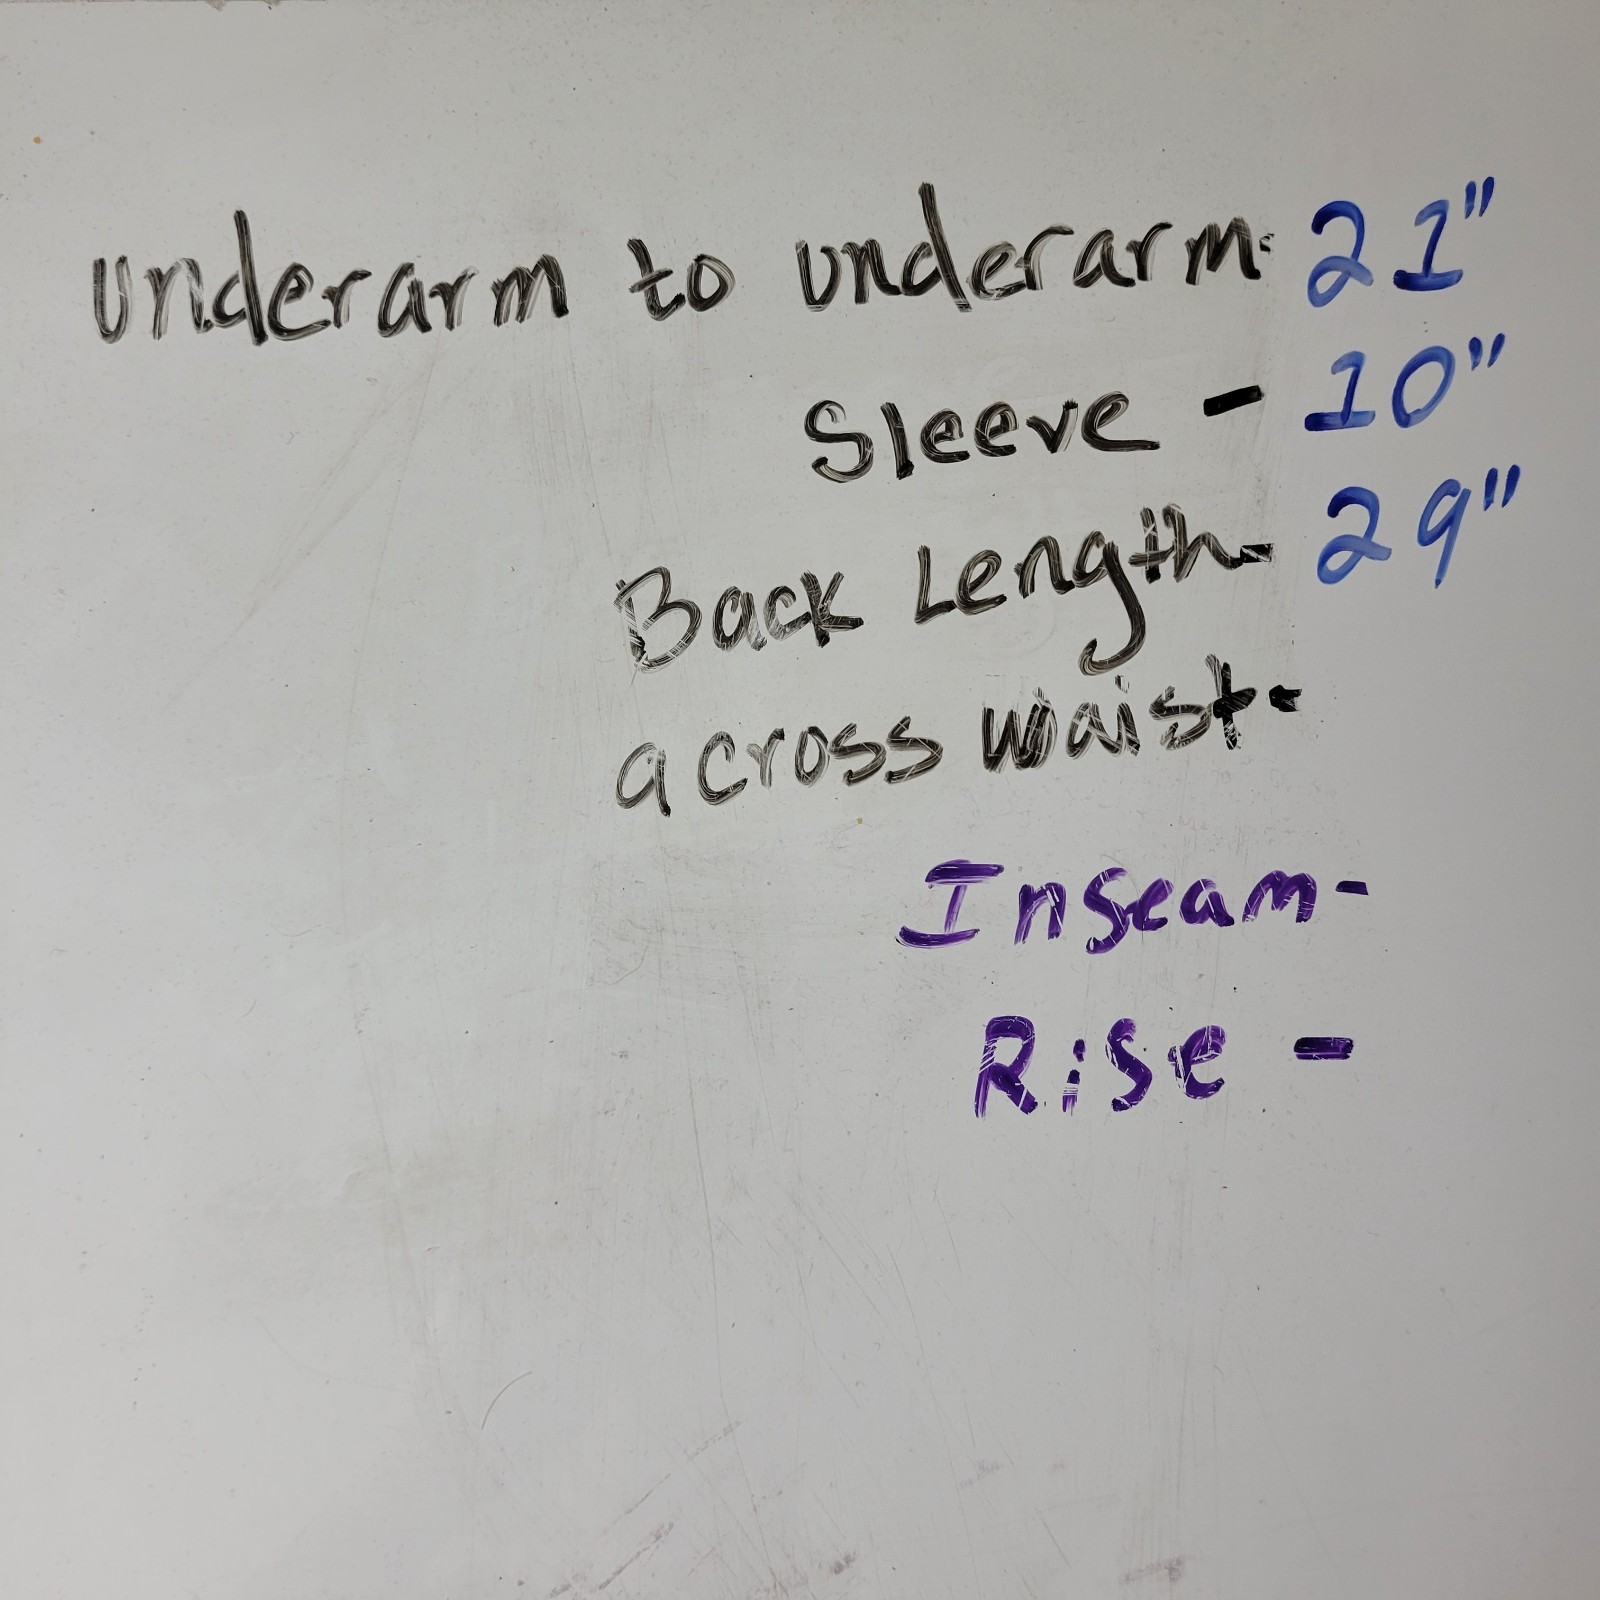 underarm to underarm- 21"
Sleeve - 10"
Back Length- 29"
across waist-
Inseam-
Rise -